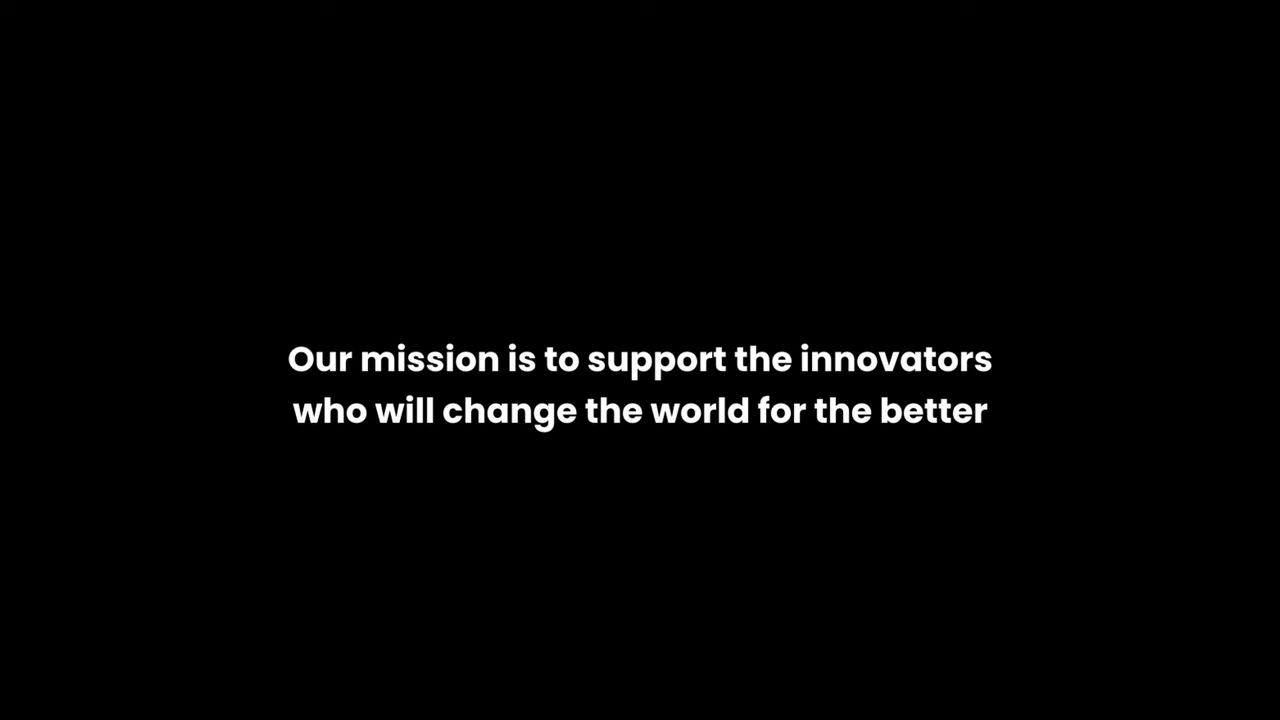 Our mission is to support the innovators
who will change the world for the better